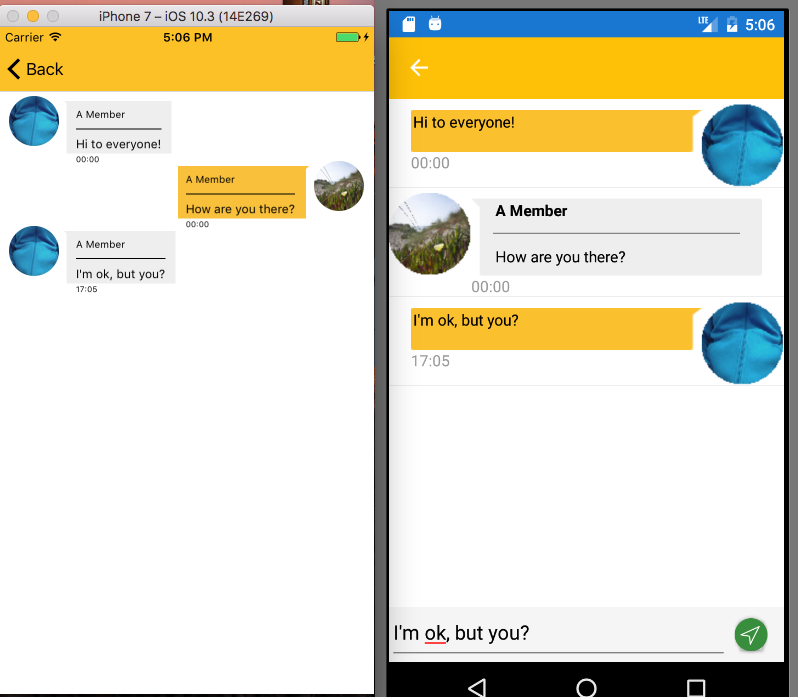 iPhone 7 – iOS 10.3 (14E269)
Carrier 5:06 PM
Back
A Member
Hi to everyone!
00:00
A Member
How are you there?
00:00
A Member
I'm ok, but you?
17:05
LTE 5:06
Hi to everyone!
00:00
A Member
How are you there?
00:00
I'm ok, but you?
17:05
I'm ok, but you?